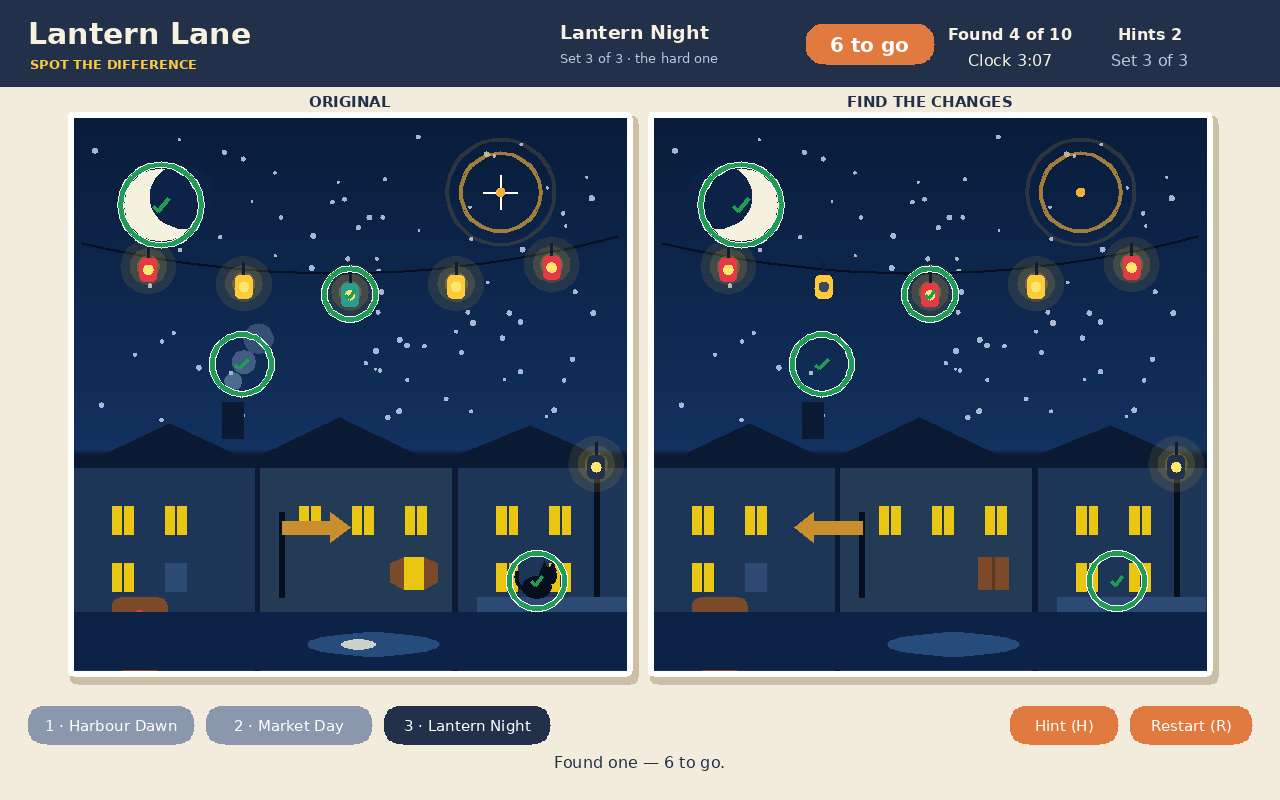 Lantern Lane
SPOT THE DIFFERENCE
Lantern Night
Set 3 of 3 · the hard one
6 to go
Found 4 of 10
Clock 3:07
Hints 2
Set 3 of 3
ORIGINAL
FIND THE CHANGES
1 · Harbour Dawn
2 · Market Day
3 · Lantern Night
Hint (H)
Restart (R)
Found one — 6 to go.